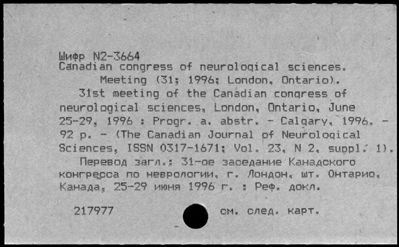 Шифр N2-3664
Canadian congress of neurological sciences.
Meeting (31; 1996; London, Ontario).
31st meeting of the Canadian congress of
neurological sciences, London, Ontario, June
25-29, 1996 : Progr. a. abstr. - Calgary, 1996. -
92 p. - (The Canadian Journal of Neurological
Sciences, ISSN 0317-1671; Vol. 23, N 2, suppl. 1).
Перевод загл.: 31-ое заседание Канадского
конгресса по неврологии, г. Лондон, шт. Онтарио,
Канада, 25-29 июня 1996 г. : Реф. докл.
217977 см. след. карт.